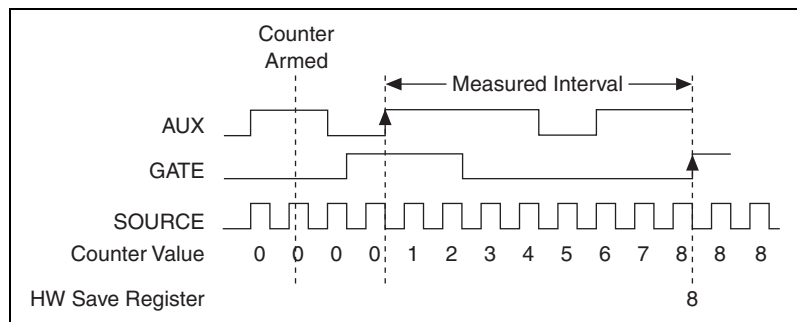 Counter
Armed
Measured Interval
AUX
GATE
SOURCE
Counter Value 0 0 0 0 1 2 3 4 5 6 7 8 8 8
HW Save Register 8